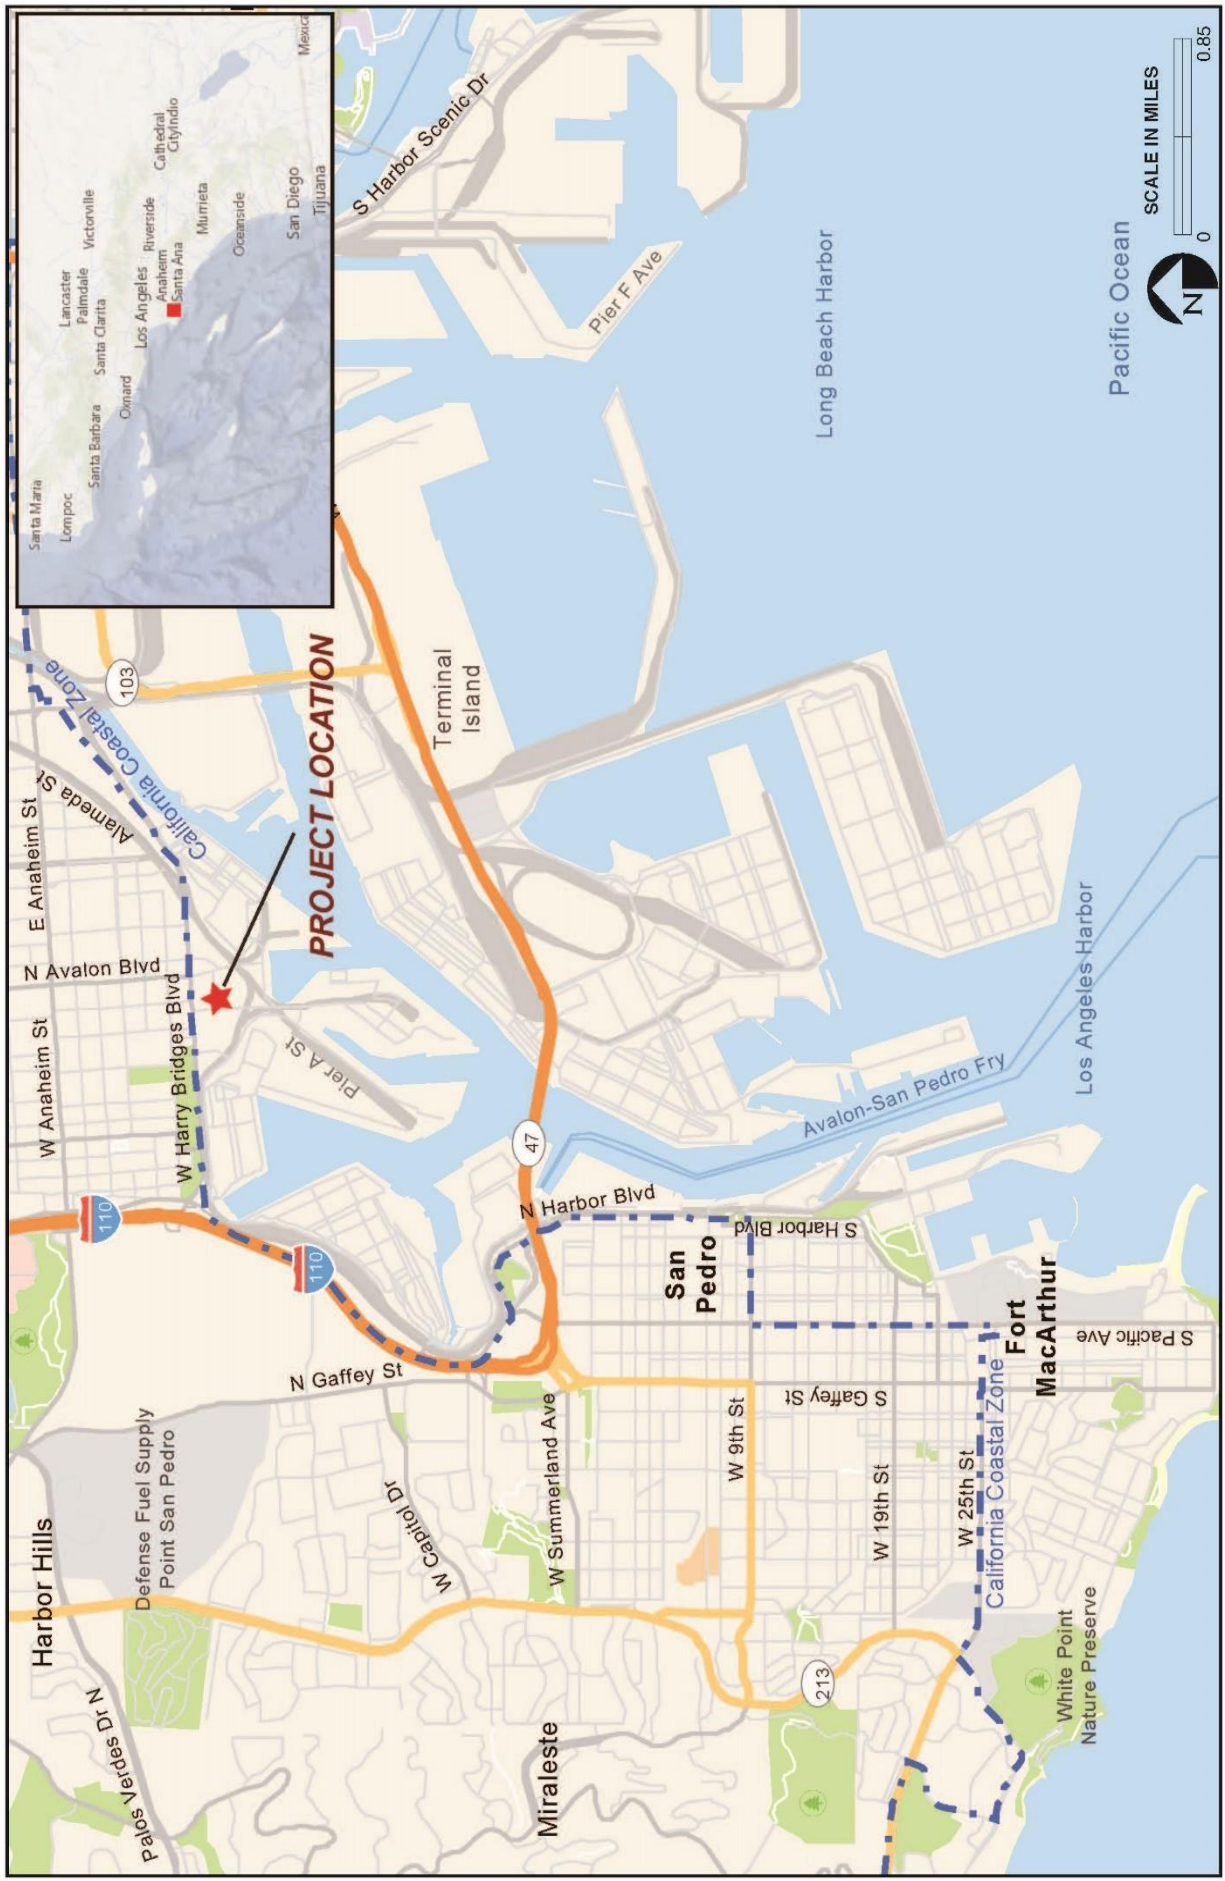 Santa Maria
Lompoc
Santa Barbara
Oxnard
Santa Clarita
Lancaster
Palmdale
Victorville
Los Angeles
Anaheim
Santa Ana
Riverside
Cathedral
CityIndio
Murrieta
Oceanside
San Diego
Tijuana
Mexica
Harbor Hills
Palos Verdes Dr N
Defense Fuel Supply
Point San Pedro
N Gaffey St
110
110
W Anaheim St
E Anaheim St
N Avalon Blvd
W Harry Bridges Blvd
Alameda St
California Coastal Zone
103
PROJECT LOCATION
Pier A St
Terminal
Island
S Harbor Scenic Dr
Pier F Ave
W Capitol Dr
W Summerland Ave
Miraleste
47
N Harbor Blvd
San
Pedro
S Harbor Blvd
W 9th St
S Gaffey St
213
W 19th St
W 25th St
California Coastal Zone
Fort
MacArthur
S Pacific Ave
White Point
Nature Preserve
Avalon-San Pedro Fry
Los Angeles Harbor
Long Beach Harbor
Pacific Ocean
N
SCALE IN MILES
0
0.85